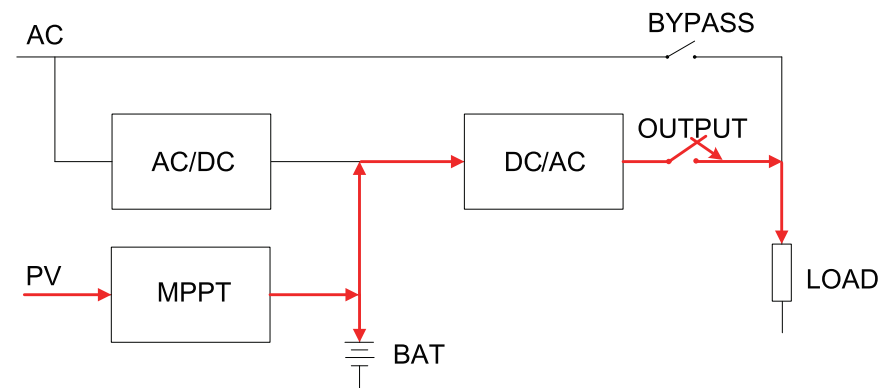 AC
BYPASS
AC/DC
DC/AC
OUTPUT
PV
MPPT
LOAD
BAT